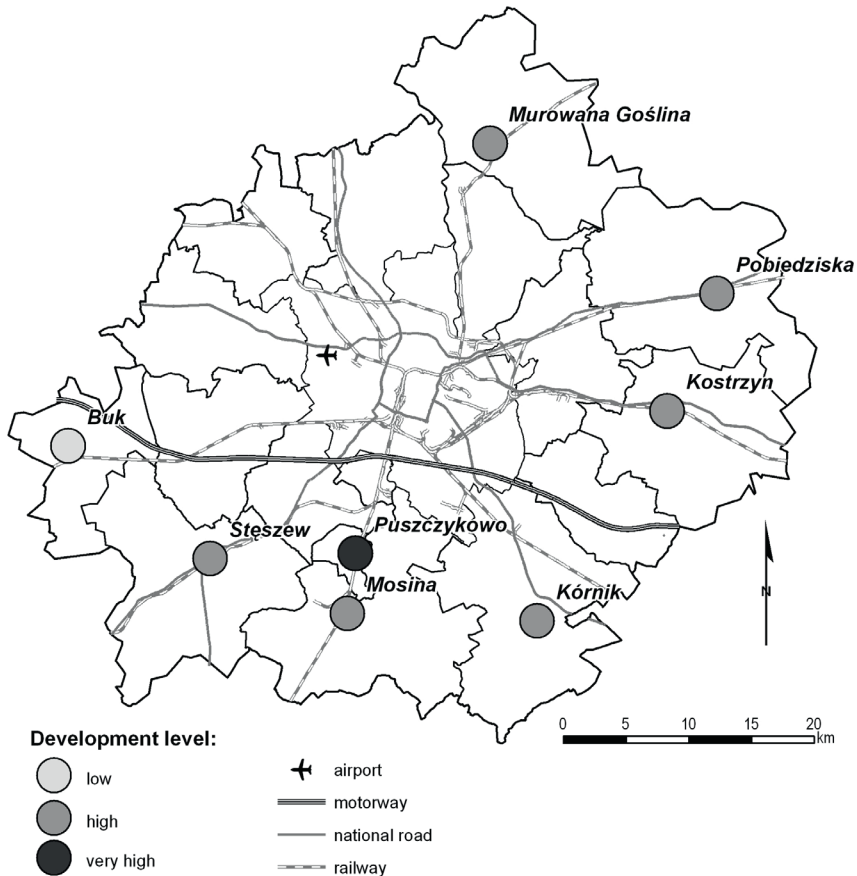 Murowana Goślina
Pobiedziska
Kostrzyn
Buk
Stęszew
Puszczykowo
Mosina
Kórnik
N
0 5 10 15 20
km
Development level:
low
high
very high
airport
motorway
national road
railway